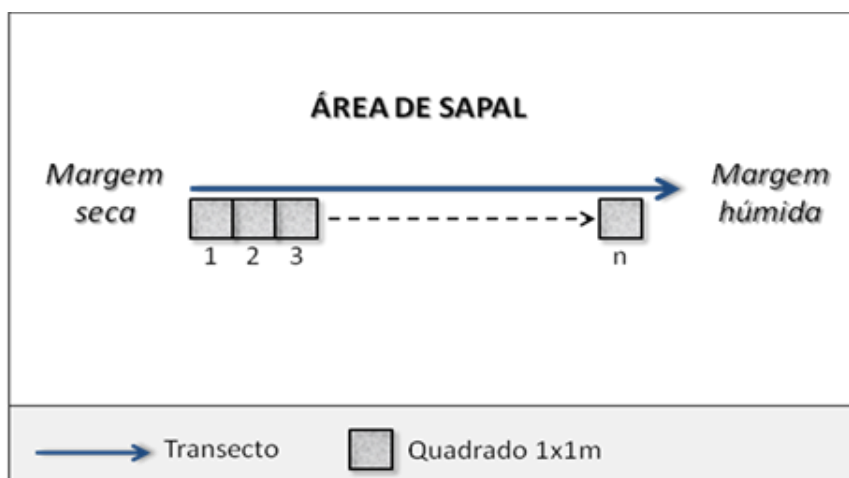 ÁREA DE SAPAL
Margem
seca
Margem
húmida
1 2 3 n
Transecto
Quadrado 1x1m